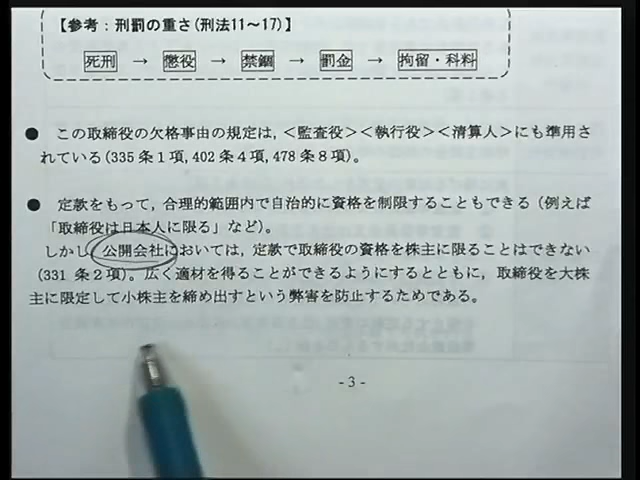 【参考：刑罰の重さ(刑法11～17)】
死刑 → 懲役 → 禁錮 → 罰金 → 拘留・科料
● この取締役の欠格事由の規定は，＜監査役＞＜執行役＞＜清算人＞にも準用さ
れている(335条1項,402条4項,478条8項)。
● 定款をもって，合理的範囲内で自治的に資格を制限することもできる（例えば
「取締役は日本人に限る」など）。
しかし，公開会社においては，定款で取締役の資格を株主に限ることはできない
(331条2項)。広く適材を得ることができるようにするとともに，取締役を大株
主に限定して小株主を締め出すという弊害を防止するためである。
- 3 -